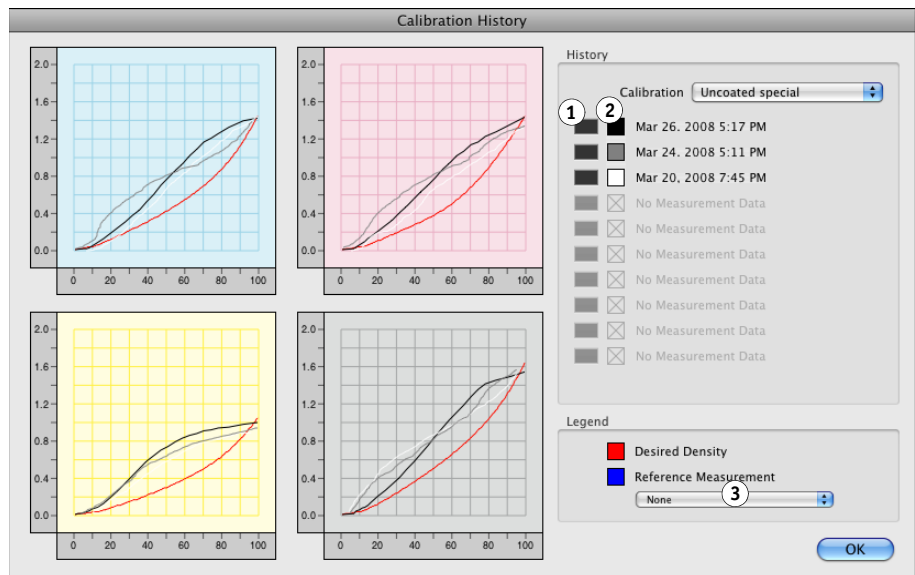 Calibration History
2.0
1.6
1.2
0.8
0.4
0.0
0 20 40 60 80 100
2.0
1.6
1.2
0.8
0.4
0.0
0 20 40 60 80 100
2.0
1.6
1.2
0.8
0.4
0.0
0 20 40 60 80 100
2.0
1.6
1.2
0.8
0.4
0.0
0 20 40 60 80 100
History
Calibration Uncoated special
1 2
Mar 26. 2008 5:17 PM
Mar 24. 2008 5:11 PM
Mar 20, 2008 7:45 PM
No Measurement Data
No Measurement Data
No Measurement Data
No Measurement Data
No Measurement Data
No Measurement Data
No Measurement Data
Legend
Desired Density
Reference Measurement
None 3
OK